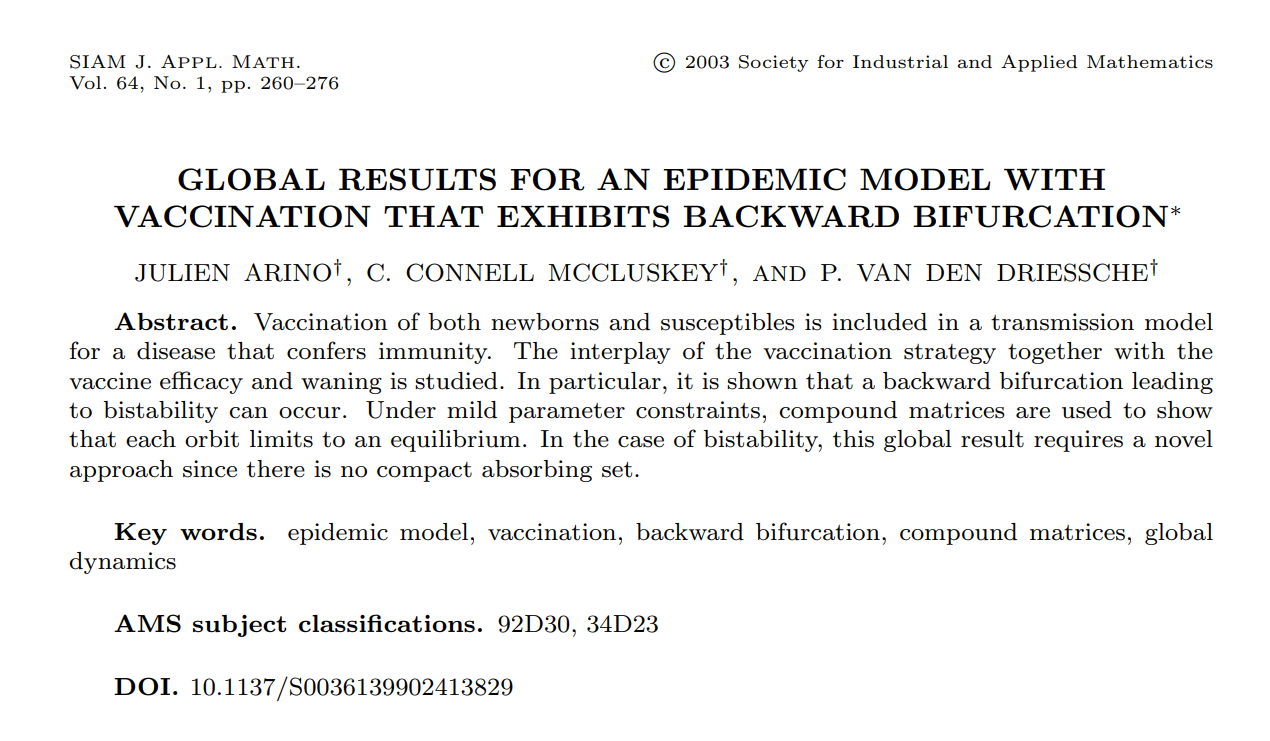 SIAM J. APPL. MATH.
Vol. 64, No. 1, pp. 260–276
© 2003 Society for Industrial and Applied Mathematics
GLOBAL RESULTS FOR AN EPIDEMIC MODEL WITH
VACCINATION THAT EXHIBITS BACKWARD BIFURCATION*
JULIEN ARINO†, C. CONNELL MCCLUSKEY†, AND P. VAN DEN DRIESSCHE†
Abstract. Vaccination of both newborns and susceptibles is included in a transmission model
for a disease that confers immunity. The interplay of the vaccination strategy together with the
vaccine efficacy and waning is studied. In particular, it is shown that a backward bifurcation leading
to bistability can occur. Under mild parameter constraints, compound matrices are used to show
that each orbit limits to an equilibrium. In the case of bistability, this global result requires a novel
approach since there is no compact absorbing set.
Key words. epidemic model, vaccination, backward bifurcation, compound matrices, global
dynamics
AMS subject classifications. 92D30, 34D23
DOI. 10.1137/S0036139902413829